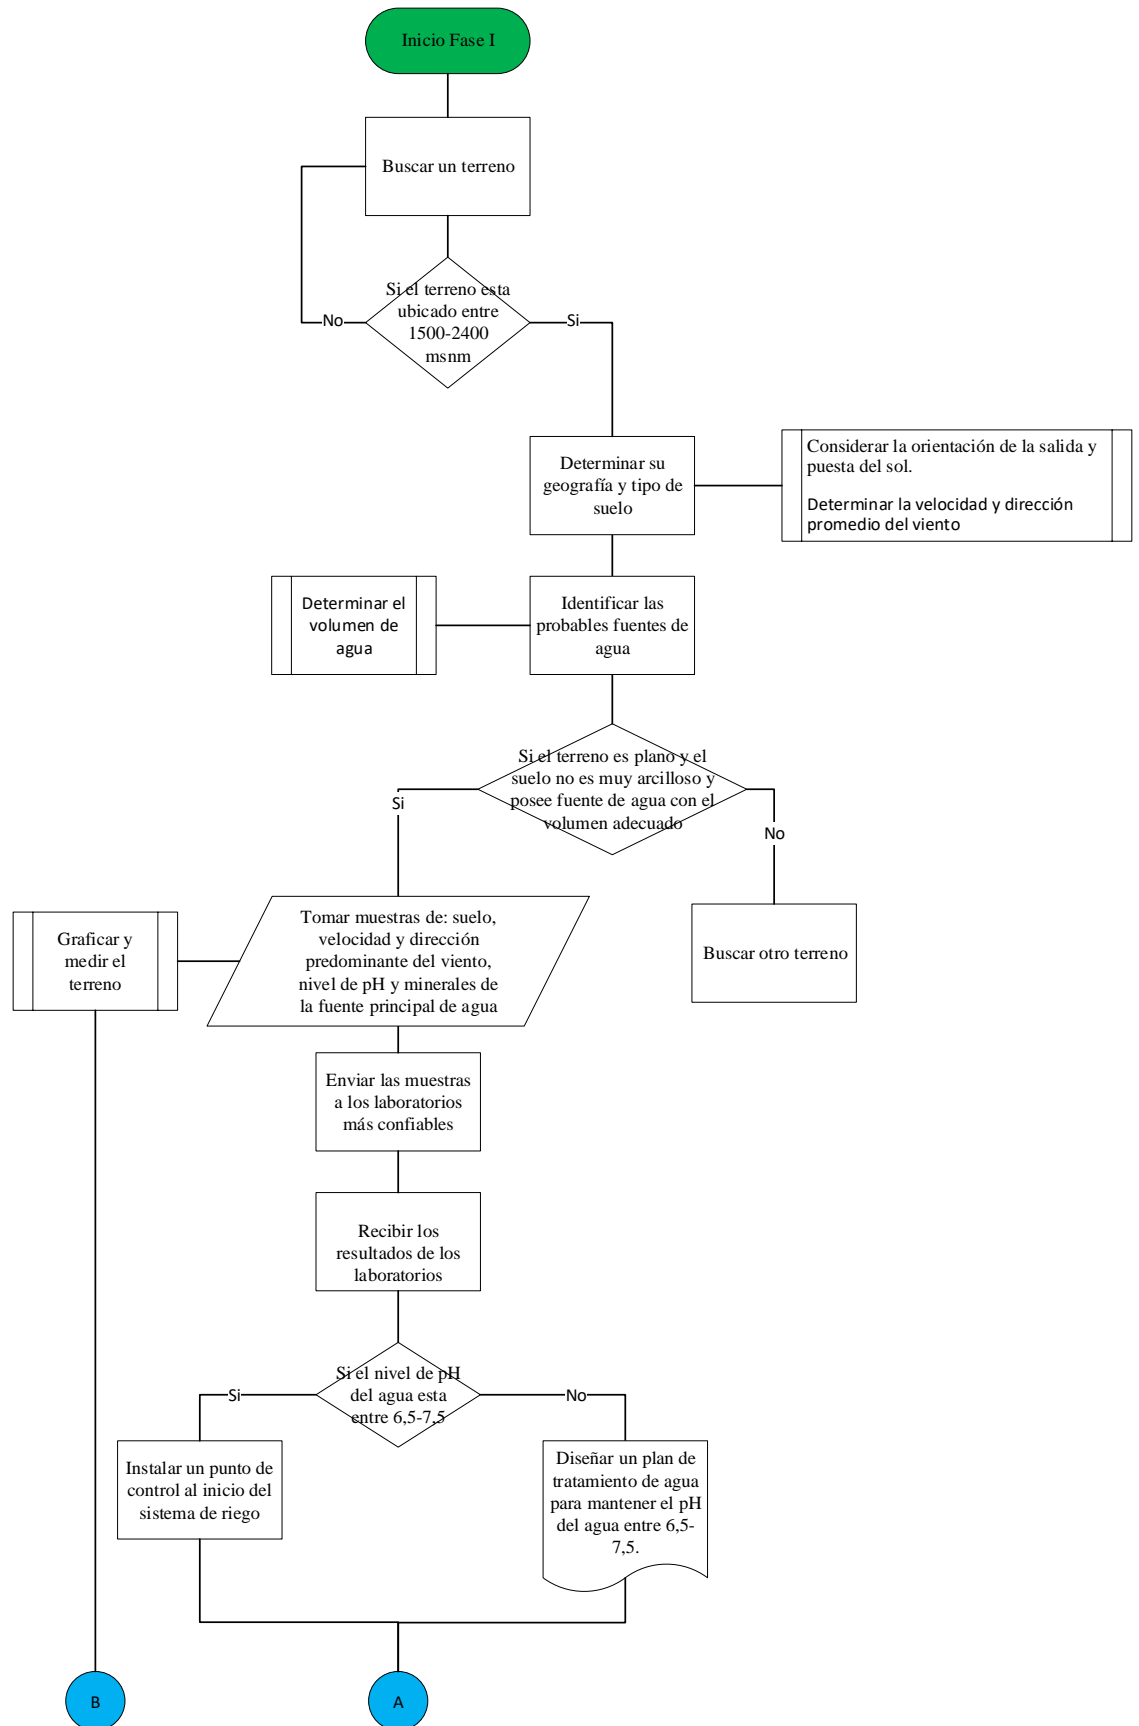 Inicio Fase I
Buscar un terreno
Si el terreno esta
ubicado entre
1500-2400
msnm
No
Si
Determinar su
geografía y tipo de
suelo
Considerar la orientación de la salida y
puesta del sol.
Determinar la velocidad y dirección
promedio del viento
Determinar el
volumen de
agua
Identificar las
probables fuentes de
agua
Si el terreno es plano y el
suelo no es muy arcilloso y
posee fuente de agua con el
volumen adecuado
Si
No
Graficar y
medir el
terreno
Tomar muestras de: suelo,
velocidad y dirección
predominante del viento,
nivel de pH y minerales de
la fuente principal de agua
Buscar otro terreno
Enviar las muestras
a los laboratorios
más confiables
Recibir los
resultados de los
laboratorios
Si el nivel de pH
del agua esta
entre 6,5-7,5
Si
No
Instalar un punto de
control al inicio del
sistema de riego
Diseñar un plan de
tratamiento de agua
para mantener el pH
del agua entre 6,5-
7,5.
B
A